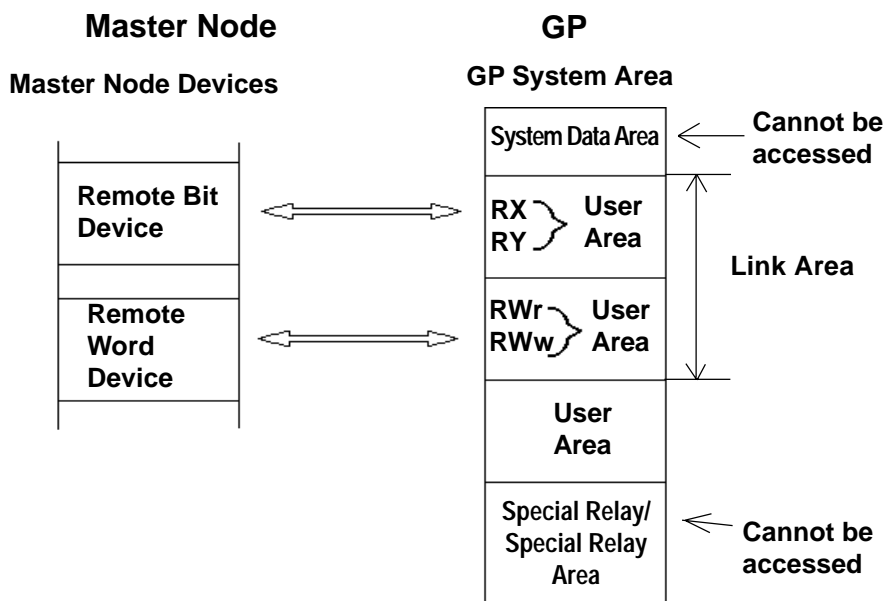 Master Node
GP
Master Node Devices
GP System Area
System Data Area
Cannot be
accessed
Remote Bit
Device
RX
RY
User
Area
Link Area
Remote
Word
Device
RWr
RWw
User
Area
User
Area
Special Relay/
Special Relay
Area
Cannot be
accessed